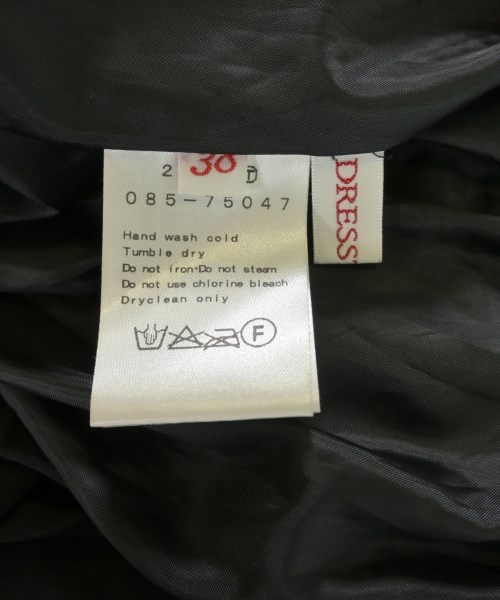 2 38 D
085-75047
Hand wash cold
Tumble dry
Do not iron·Do not steam
Do not use chlorine bleach
Dryclean only
F
DRESS